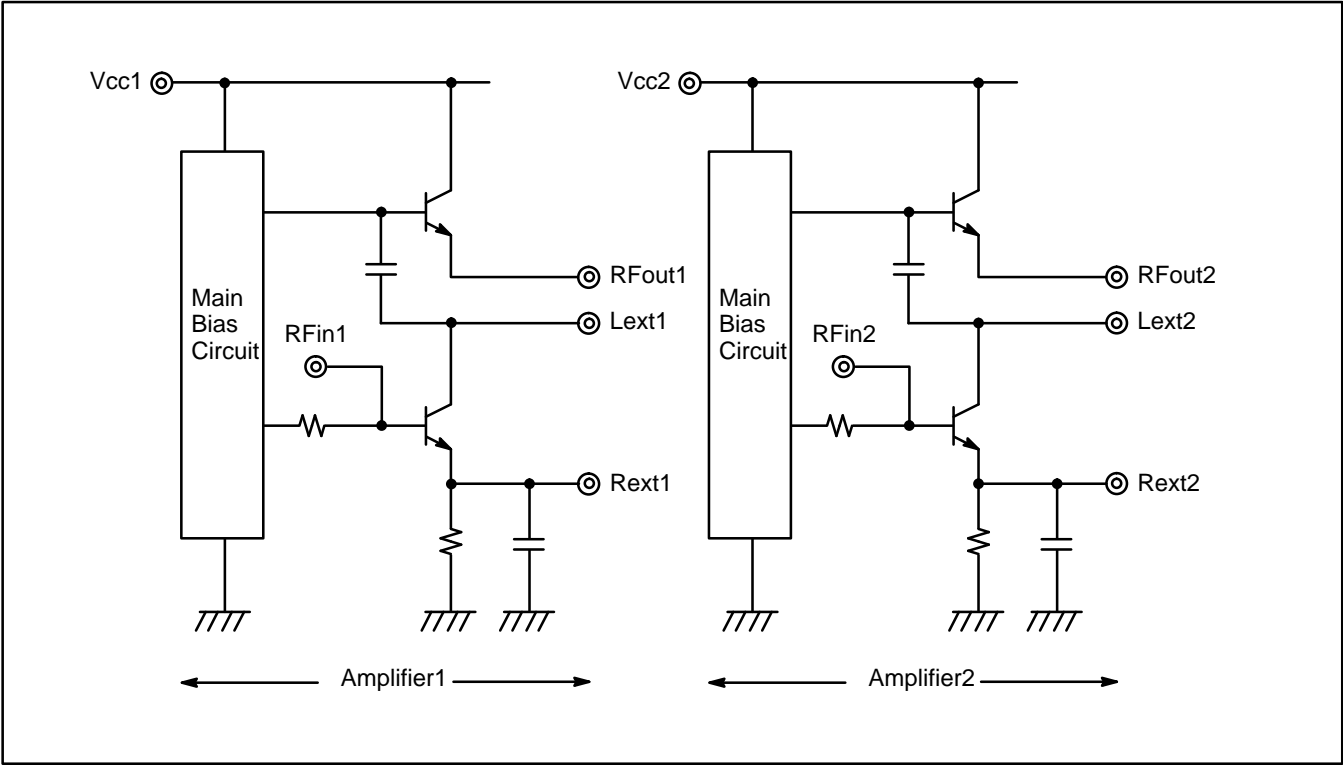 Vcc1
Vcc2
RFout1
RFout2
Main
Bias
Circuit
Main
Bias
Circuit
Lext1
Lext2
RFin1
RFin2
Rext1
Rext2
Amplifier1
Amplifier2